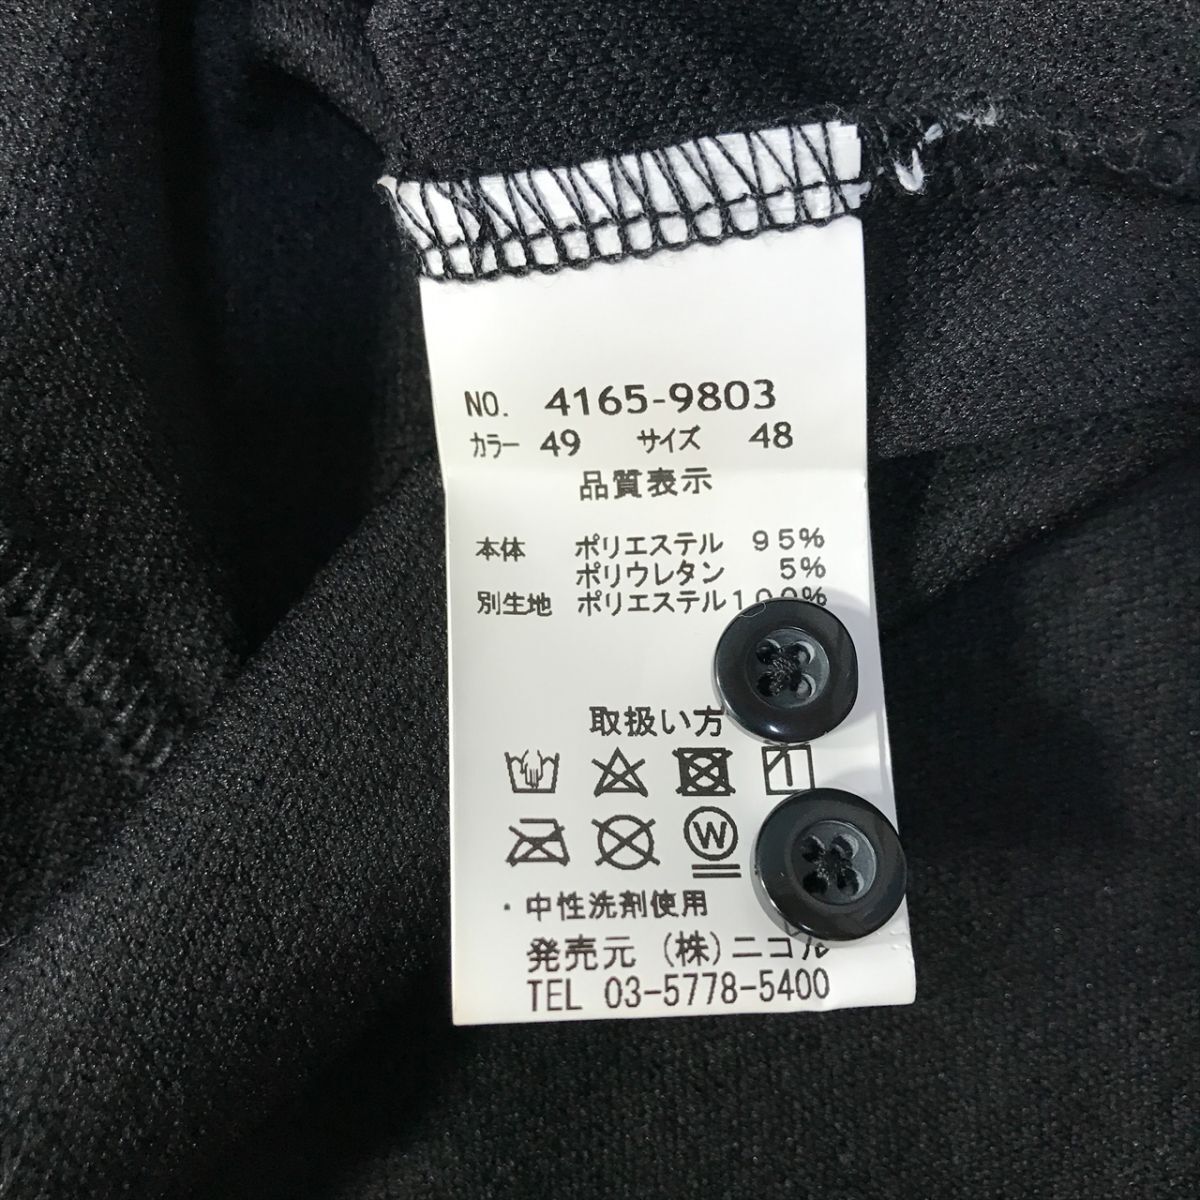 NO. 4165-9803
カラー 49 サイズ 48
品質表示
本体 ポリエステル 95%
ポリウレタン 5%
別生地 ポリエステル100%
取扱い方
W
・中性洗剤使用
発売元 (株)ニコル
TEL 03-5778-5400